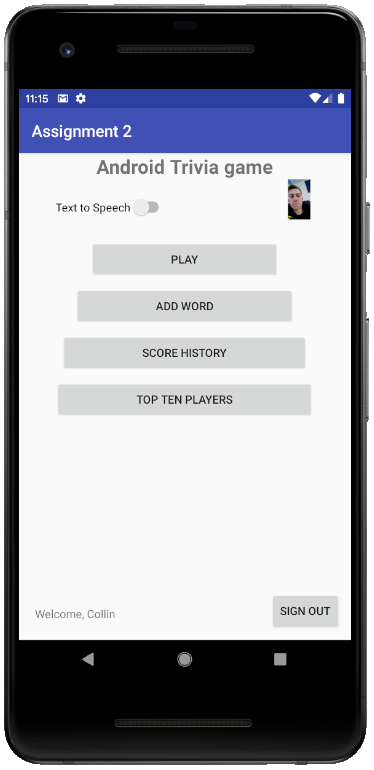 11:15
Assignment 2
Android Trivia game
Text to Speech
PLAY
ADD WORD
SCORE HISTORY
TOP TEN PLAYERS
Welcome, Collin
SIGN OUT